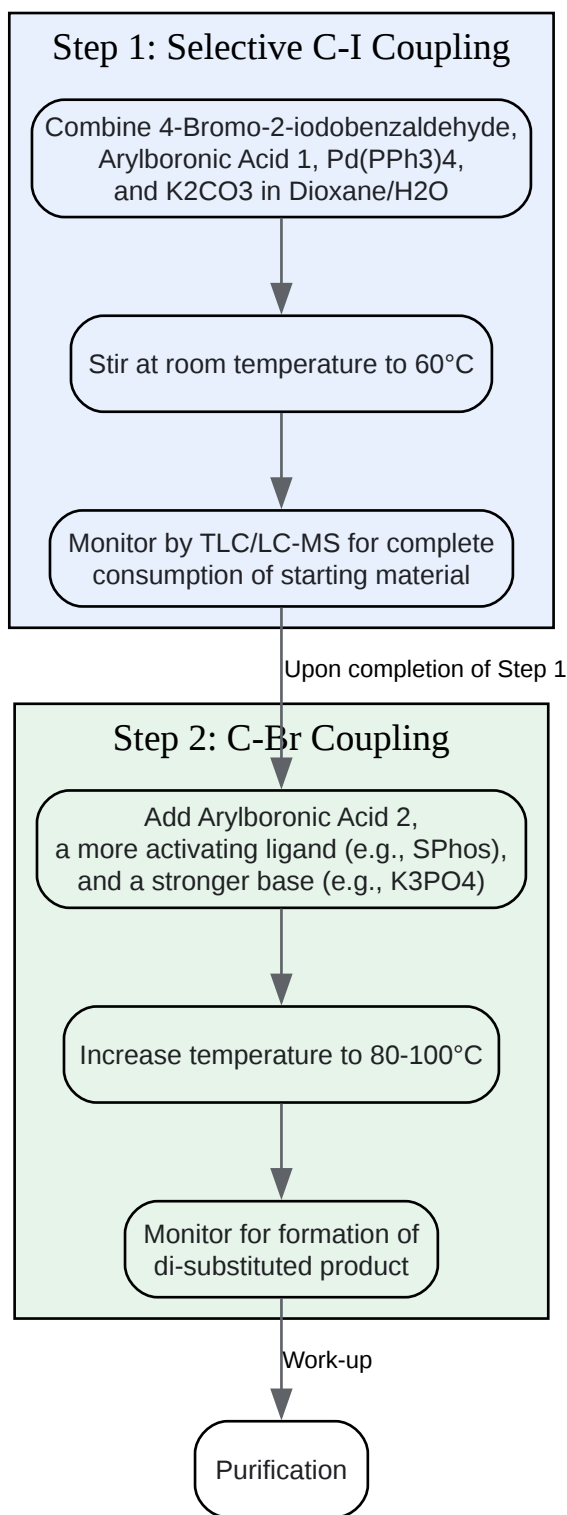 Step 1: Selective C-I Coupling
Combine 4-Bromo-2-iodobenzaldehyde,
Arylboronic Acid 1, Pd(PPh3)4,
and K2CO3 in Dioxane/H2O
Stir at room temperature to 60°C
Monitor by TLC/LC-MS for complete
consumption of starting material
Upon completion of Step 1
Step 2: C-Br Coupling
Add Arylboronic Acid 2,
a more activating ligand (e.g., SPhos),
and a stronger base (e.g., K3PO4)
Increase temperature to 80-100°C
Monitor for formation of
di-substituted product
Work-up
Purification